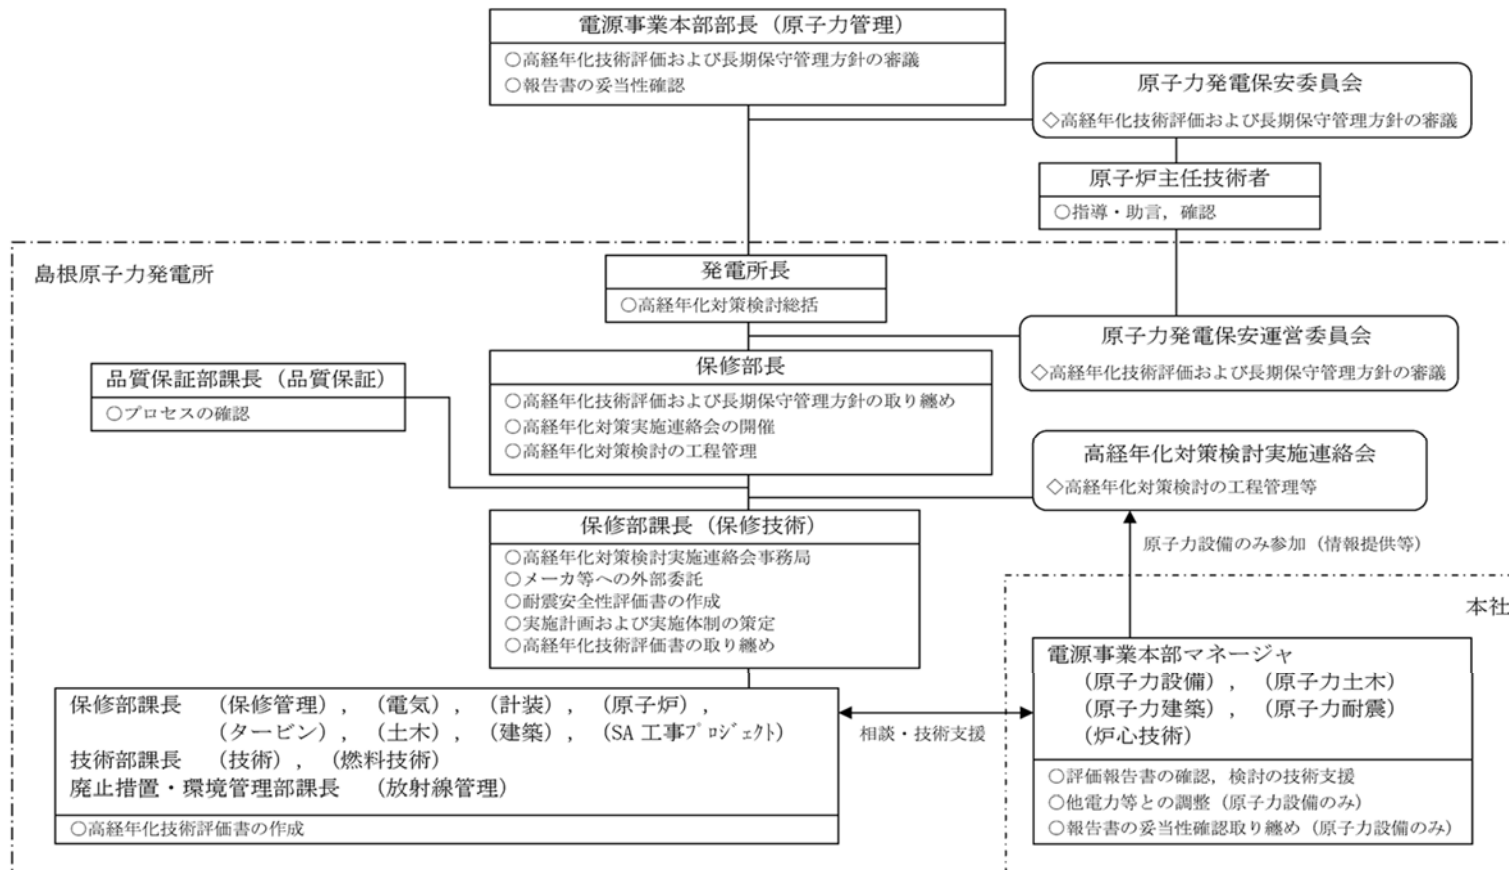 電源事業本部部長（原子力管理）
○高経年化技術評価および長期保守管理方針の審議
○報告書の妥当性確認
原子力発電保安委員会
◇高経年化技術評価および長期保守管理方針の審議
原子炉主任技術者
○指導・助言，確認
島根原子力発電所
発電所長
○高経年化対策検討総括
原子力発電保安運営委員会
◇高経年化技術評価および長期保守管理方針の審議
品質保証部課長（品質保証）
○プロセスの確認
保修部長
○高経年化技術評価および長期保守管理方針の取り纏め
○高経年化対策実施連絡会の開催
○高経年化対策検討の工程管理
高経年化対策検討実施連絡会
◇高経年化対策検討の工程管理等
保修部課長（保修技術）
○高経年化対策検討実施連絡会事務局
○メーカ等への外部委託
○耐震安全性評価書の作成
○実施計画および実施体制の策定
○高経年化技術評価書の取り纏め
原子力設備のみ参加（情報提供等）
本社
保修部課長　（保修管理），（電気），（計装），（原子炉），
（タービン），（土木），（建築），（SA 工事ﾌﾟﾛｼﾞｪｸﾄ）
技術部課長　（技術），（燃料技術）
廃止措置・環境管理部課長　（放射線管理）
○高経年化技術評価書の作成
相談・技術支援
電源事業本部マネージャ
（原子力設備），（原子力土木）
（原子力建築），（原子力耐震）
（炉心技術）
○評価報告書の確認，検討の技術支援
○他電力等との調整（原子力設備のみ）
○報告書の妥当性確認取り纏め（原子力設備のみ）